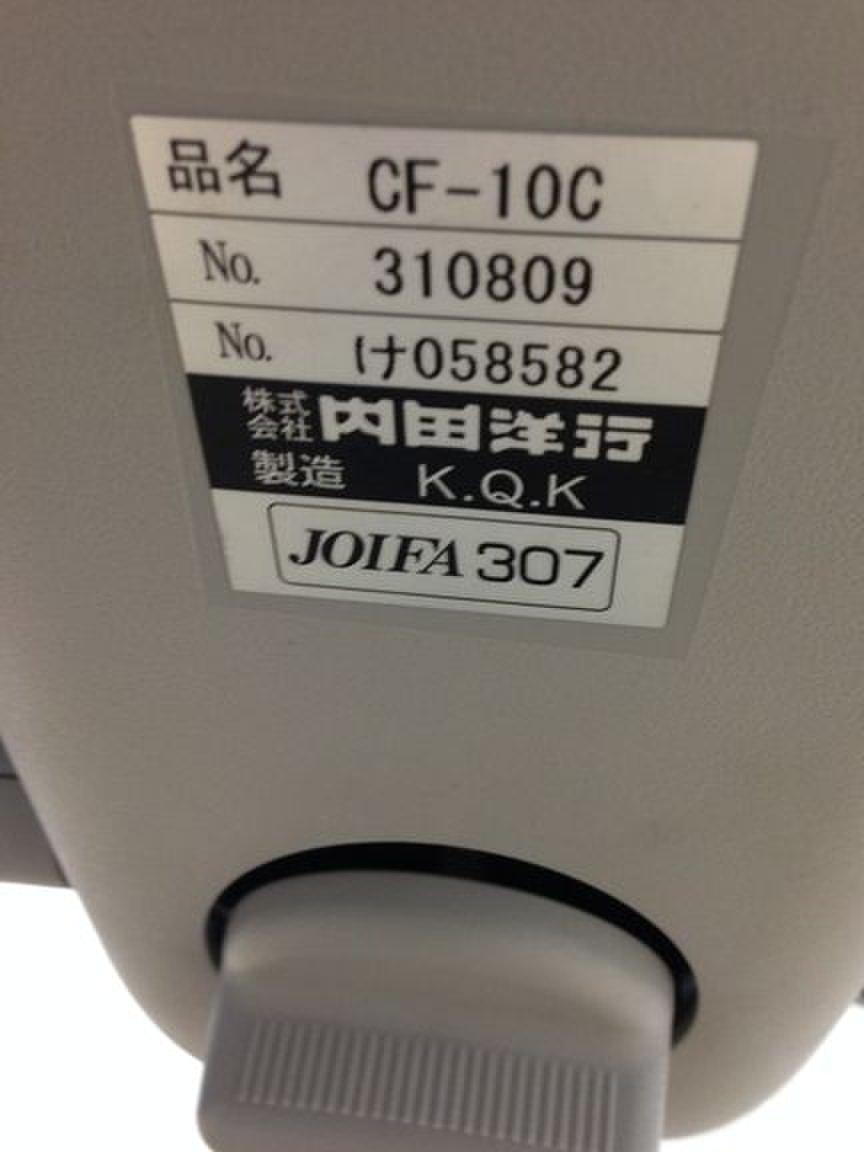 品名 CF-10C
No. 310809
No. け058582
株式会社 内田洋行
製造 K.Q.K
JOIFA 307